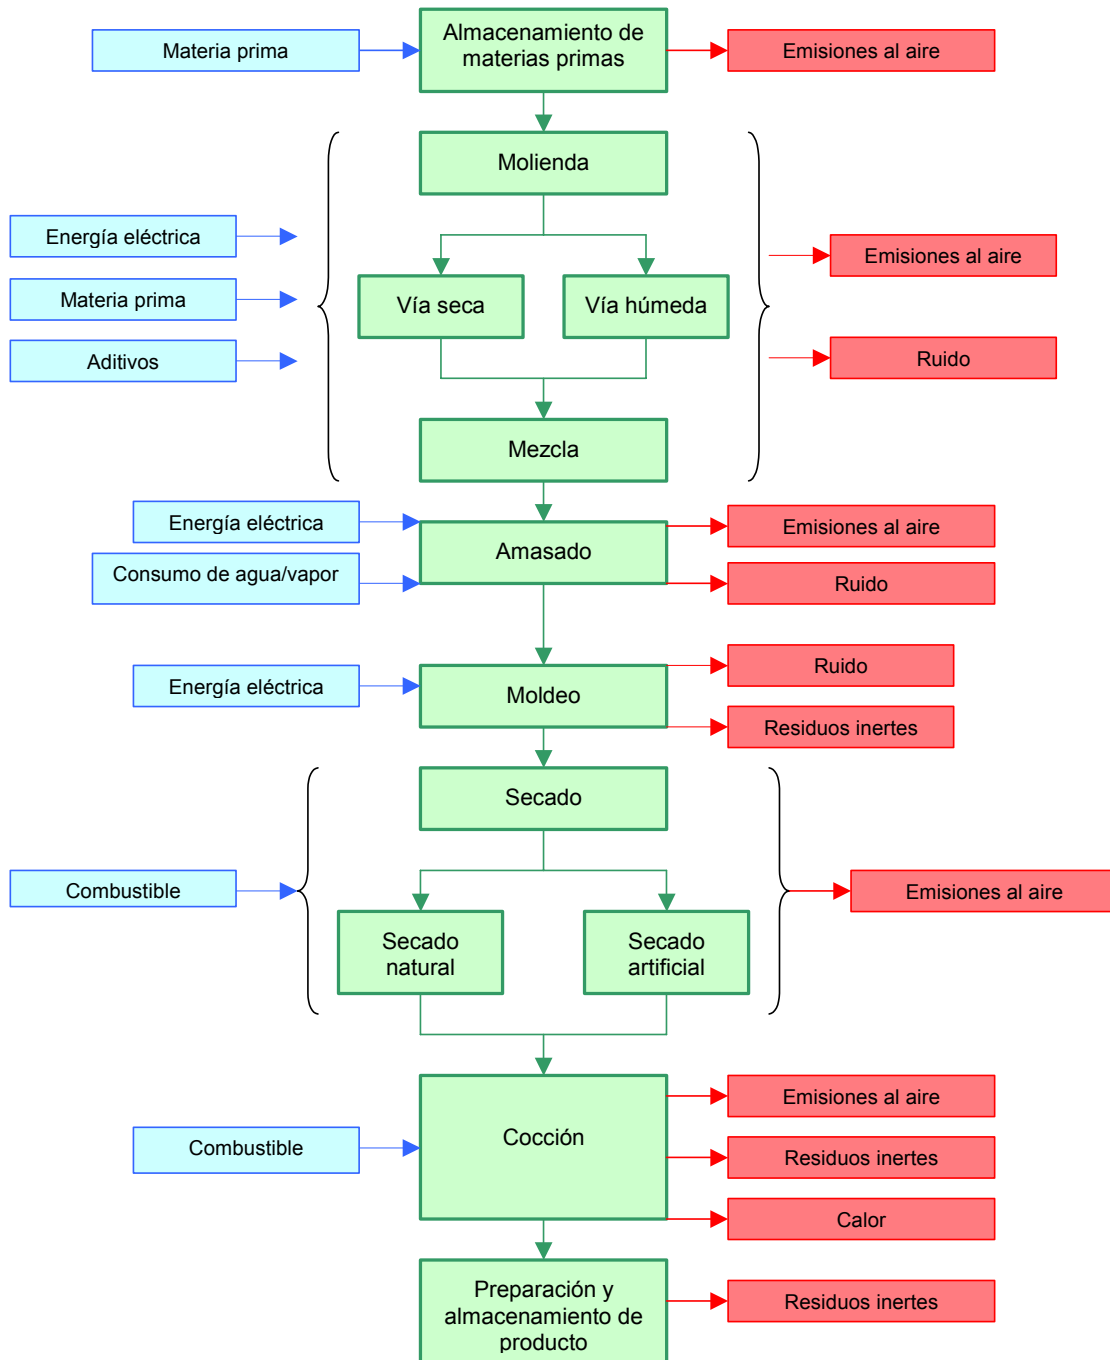 Materia prima
Almacenamiento de
materias primas
Emisiones al aire
Molienda
Energía eléctrica
Materia prima
Aditivos
Vía seca
Vía húmeda
Emisiones al aire
Ruido
Mezcla
Energía eléctrica
Consumo de agua/vapor
Amasado
Emisiones al aire
Ruido
Energía eléctrica
Moldeo
Ruido
Residuos inertes
Secado
Combustible
Secado
natural
Secado
artificial
Emisiones al aire
Combustible
Cocción
Emisiones al aire
Residuos inertes
Calor
Preparación y
almacenamiento de
producto
Residuos inertes